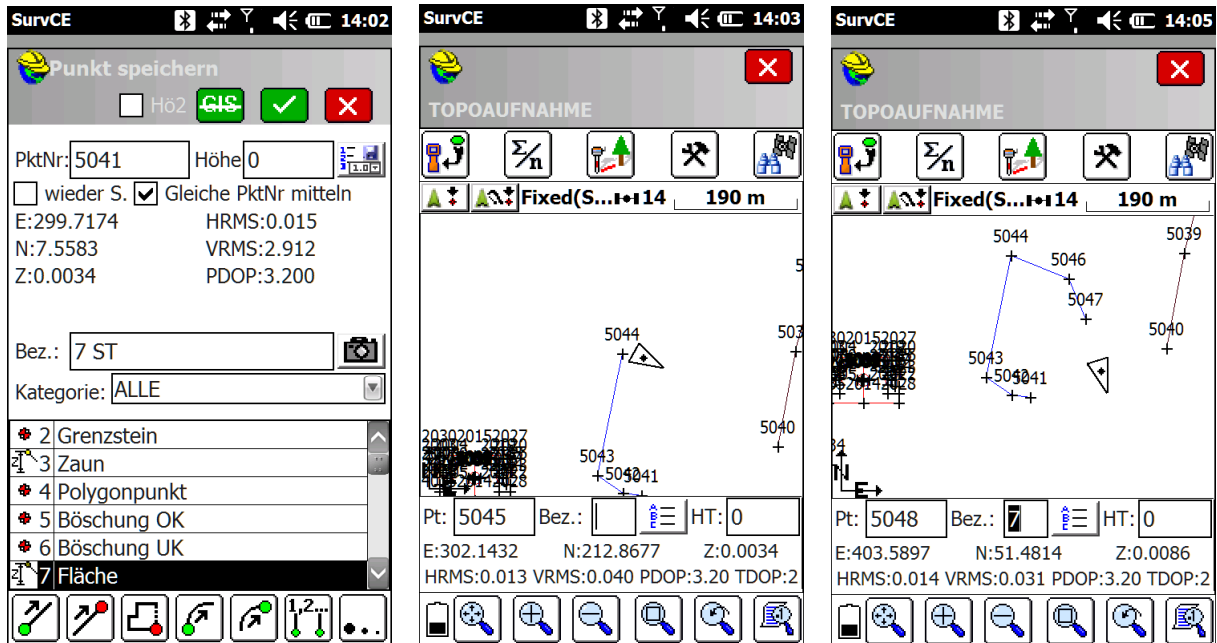 SurvCE 14:02
Punkt speichern
Hö2 GIS
PktNr: 5041 Höhe 0
wieder S. Gleiche PktNr mitteln
E:299.7174 HRMS:0.015
N:7.5583 VRMS:2.912
Z:0.0034 PDOP:3.200
Bez.: 7 ST
Kategorie: ALLE
2 Grenzstein
3 Zaun
4 Polygonpunkt
5 Böschung OK
6 Böschung UK
7 Fläche
1,2...
SurvCE 14:03
TOPOAUFNAHME
Σ/n
Fixed(S... 14 190 m
5044
5040
5043
5041
Pt: 5045 Bez.: HT: 0
E:302.1432 N:212.8677 Z:0.0034
HRMS:0.013 VRMS:0.040 PDOP:3.20 TDOP:2
SurvCE 14:05
TOPOAUFNAHME
Σ/n
Fixed(S... 14 190 m
5044
5039
5046
5047
5040
5043
5041
N
E
Pt: 5048 Bez.: 7 HT: 0
E:403.5897 N:51.4814 Z:0.0086
HRMS:0.014 VRMS:0.031 PDOP:3.20 TDOP:2